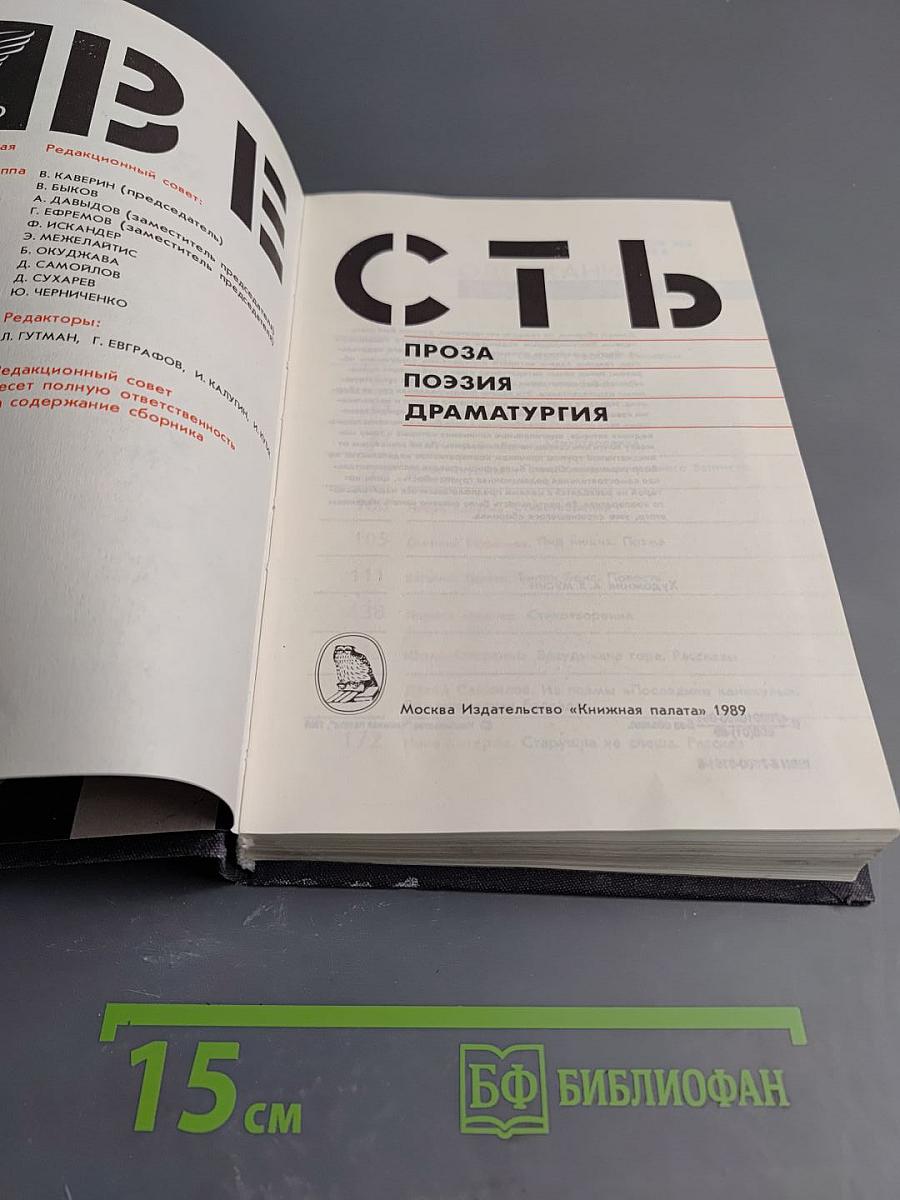 ВЕ
ая Редакционный совет:
ппа
В. КАВЕРИН (председатель)
В. БЫКОВ
А. ДАВЫДОВ (заместитель председателя)
Г. ЕФРЕМОВ (заместитель председателя)
Ф. ИСКАНДЕР
Э. МЕЖЕЛАЙТИС
Б. ОКУДЖАВА
Д. САМОЙЛОВ
Д. СУХАРЕВ
Ю. ЧЕРНИЧЕНКО
Редакторы:
Л. ГУТМАН, Г. ЕВГРАФОВ, И. КАЛУГИН,
Редакционный совет
несет полную ответственность
содержание сборника
СТЬ
ПРОЗА
ПОЭЗИЯ
ДРАМАТУРГИЯ
Москва Издательство «Книжная палата» 1989
15 СМ
БФ БИБЛИОФАН